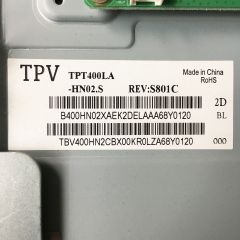 TPV TPT400LA Made in China
RoHS
-HN02.S REV:S801C
2D
B400HN02XAEK2DELAAA68Y0120 BL
TBV400HN2CBX00KR0LZA68Y0120 000